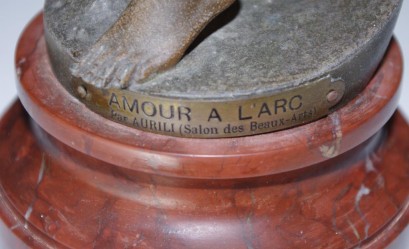 AMOUR A L'ARC
Par AURILI (Salon des Beaux-Arts)